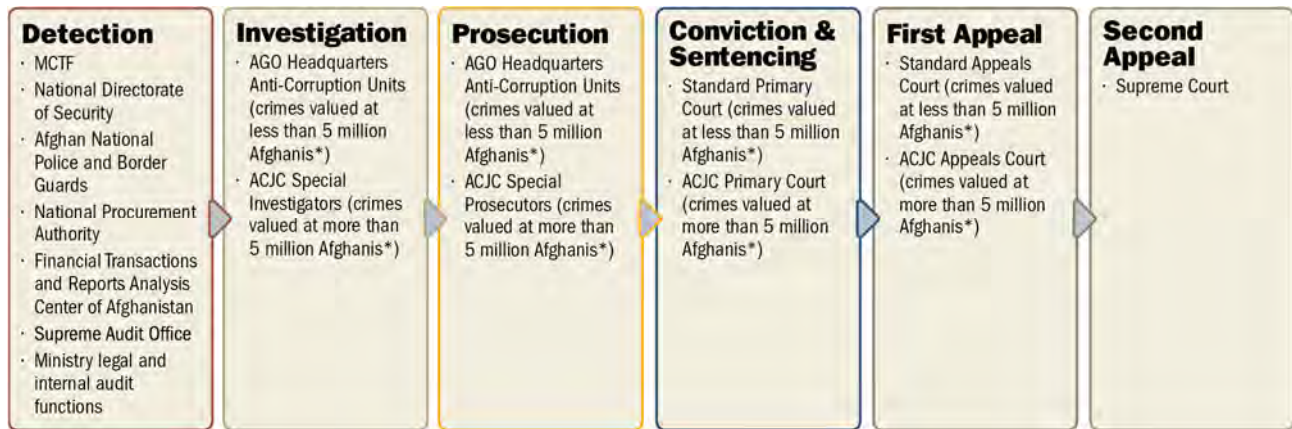 Detection
· MCTF
· National Directorate
of Security
· Afghan National
Police and Border
Guards
· National Procurement
Authority
· Financial Transactions
and Reports Analysis
Center of Afghanistan
· Supreme Audit Office
· Ministry legal and
internal audit
functions
Investigation
· AGO Headquarters
Anti-Corruption Units
(crimes valued at
less than 5 million
Afghanis*)
· ACJC Special
Investigators (crimes
valued at more than
5 million Afghanis*)
Prosecution
· AGO Headquarters
Anti-Corruption Units
(crimes valued at
less than 5 million
Afghanis*)
· ACJC Special
Prosecutors (crimes
valued at more than
5 million Afghanis*)
Conviction &
Sentencing
· Standard Primary
Court (crimes valued
at less than 5 million
Afghanis*)
· ACJC Primary Court
(crimes valued at
more than 5 million
Afghanis*)
First Appeal
· Standard Appeals
Court (crimes valued
at less than 5 million
Afghanis*)
· ACJC Appeals Court
(crimes valued at
more than 5 million
Afghanis*)
Second
Appeal
· Supreme Court